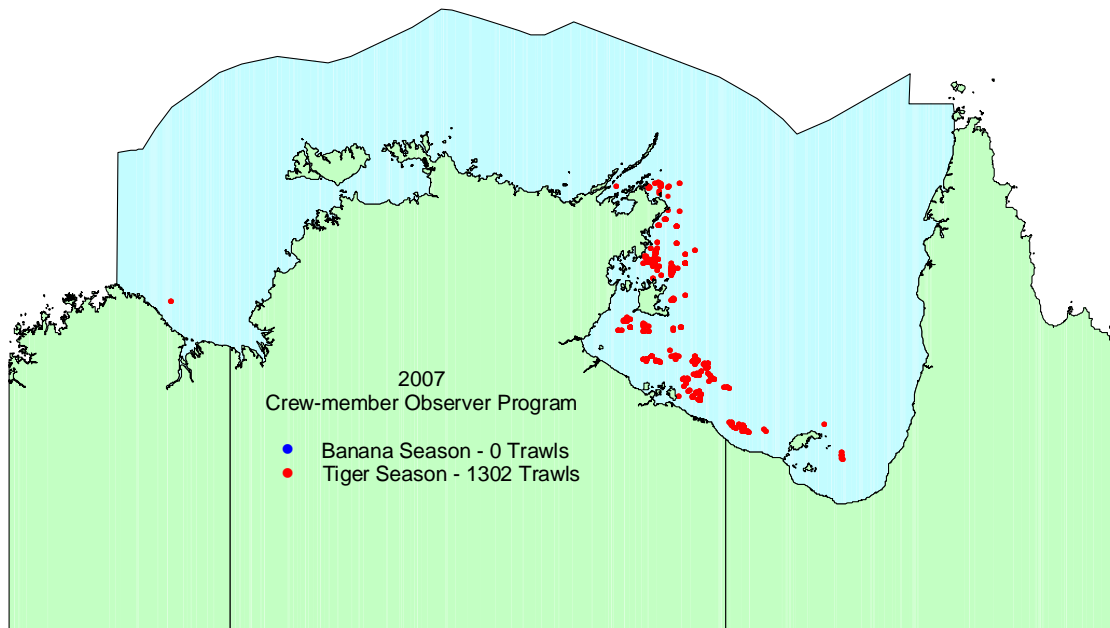 2007
Crew-member Observer Program
Banana Season - 0 Trawls
Tiger Season - 1302 Trawls